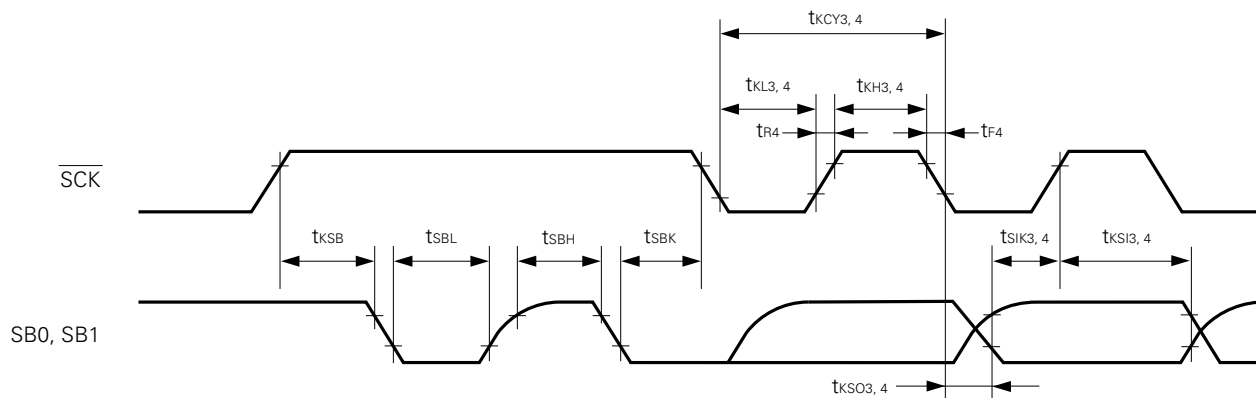 tKCY3, 4
tKL3, 4 tKH3, 4
tR4 tF4
SCK
tKSB tSBL tSBH tSBK tSIK3, 4 tKSI3, 4
SB0, SB1
tKSO3, 4